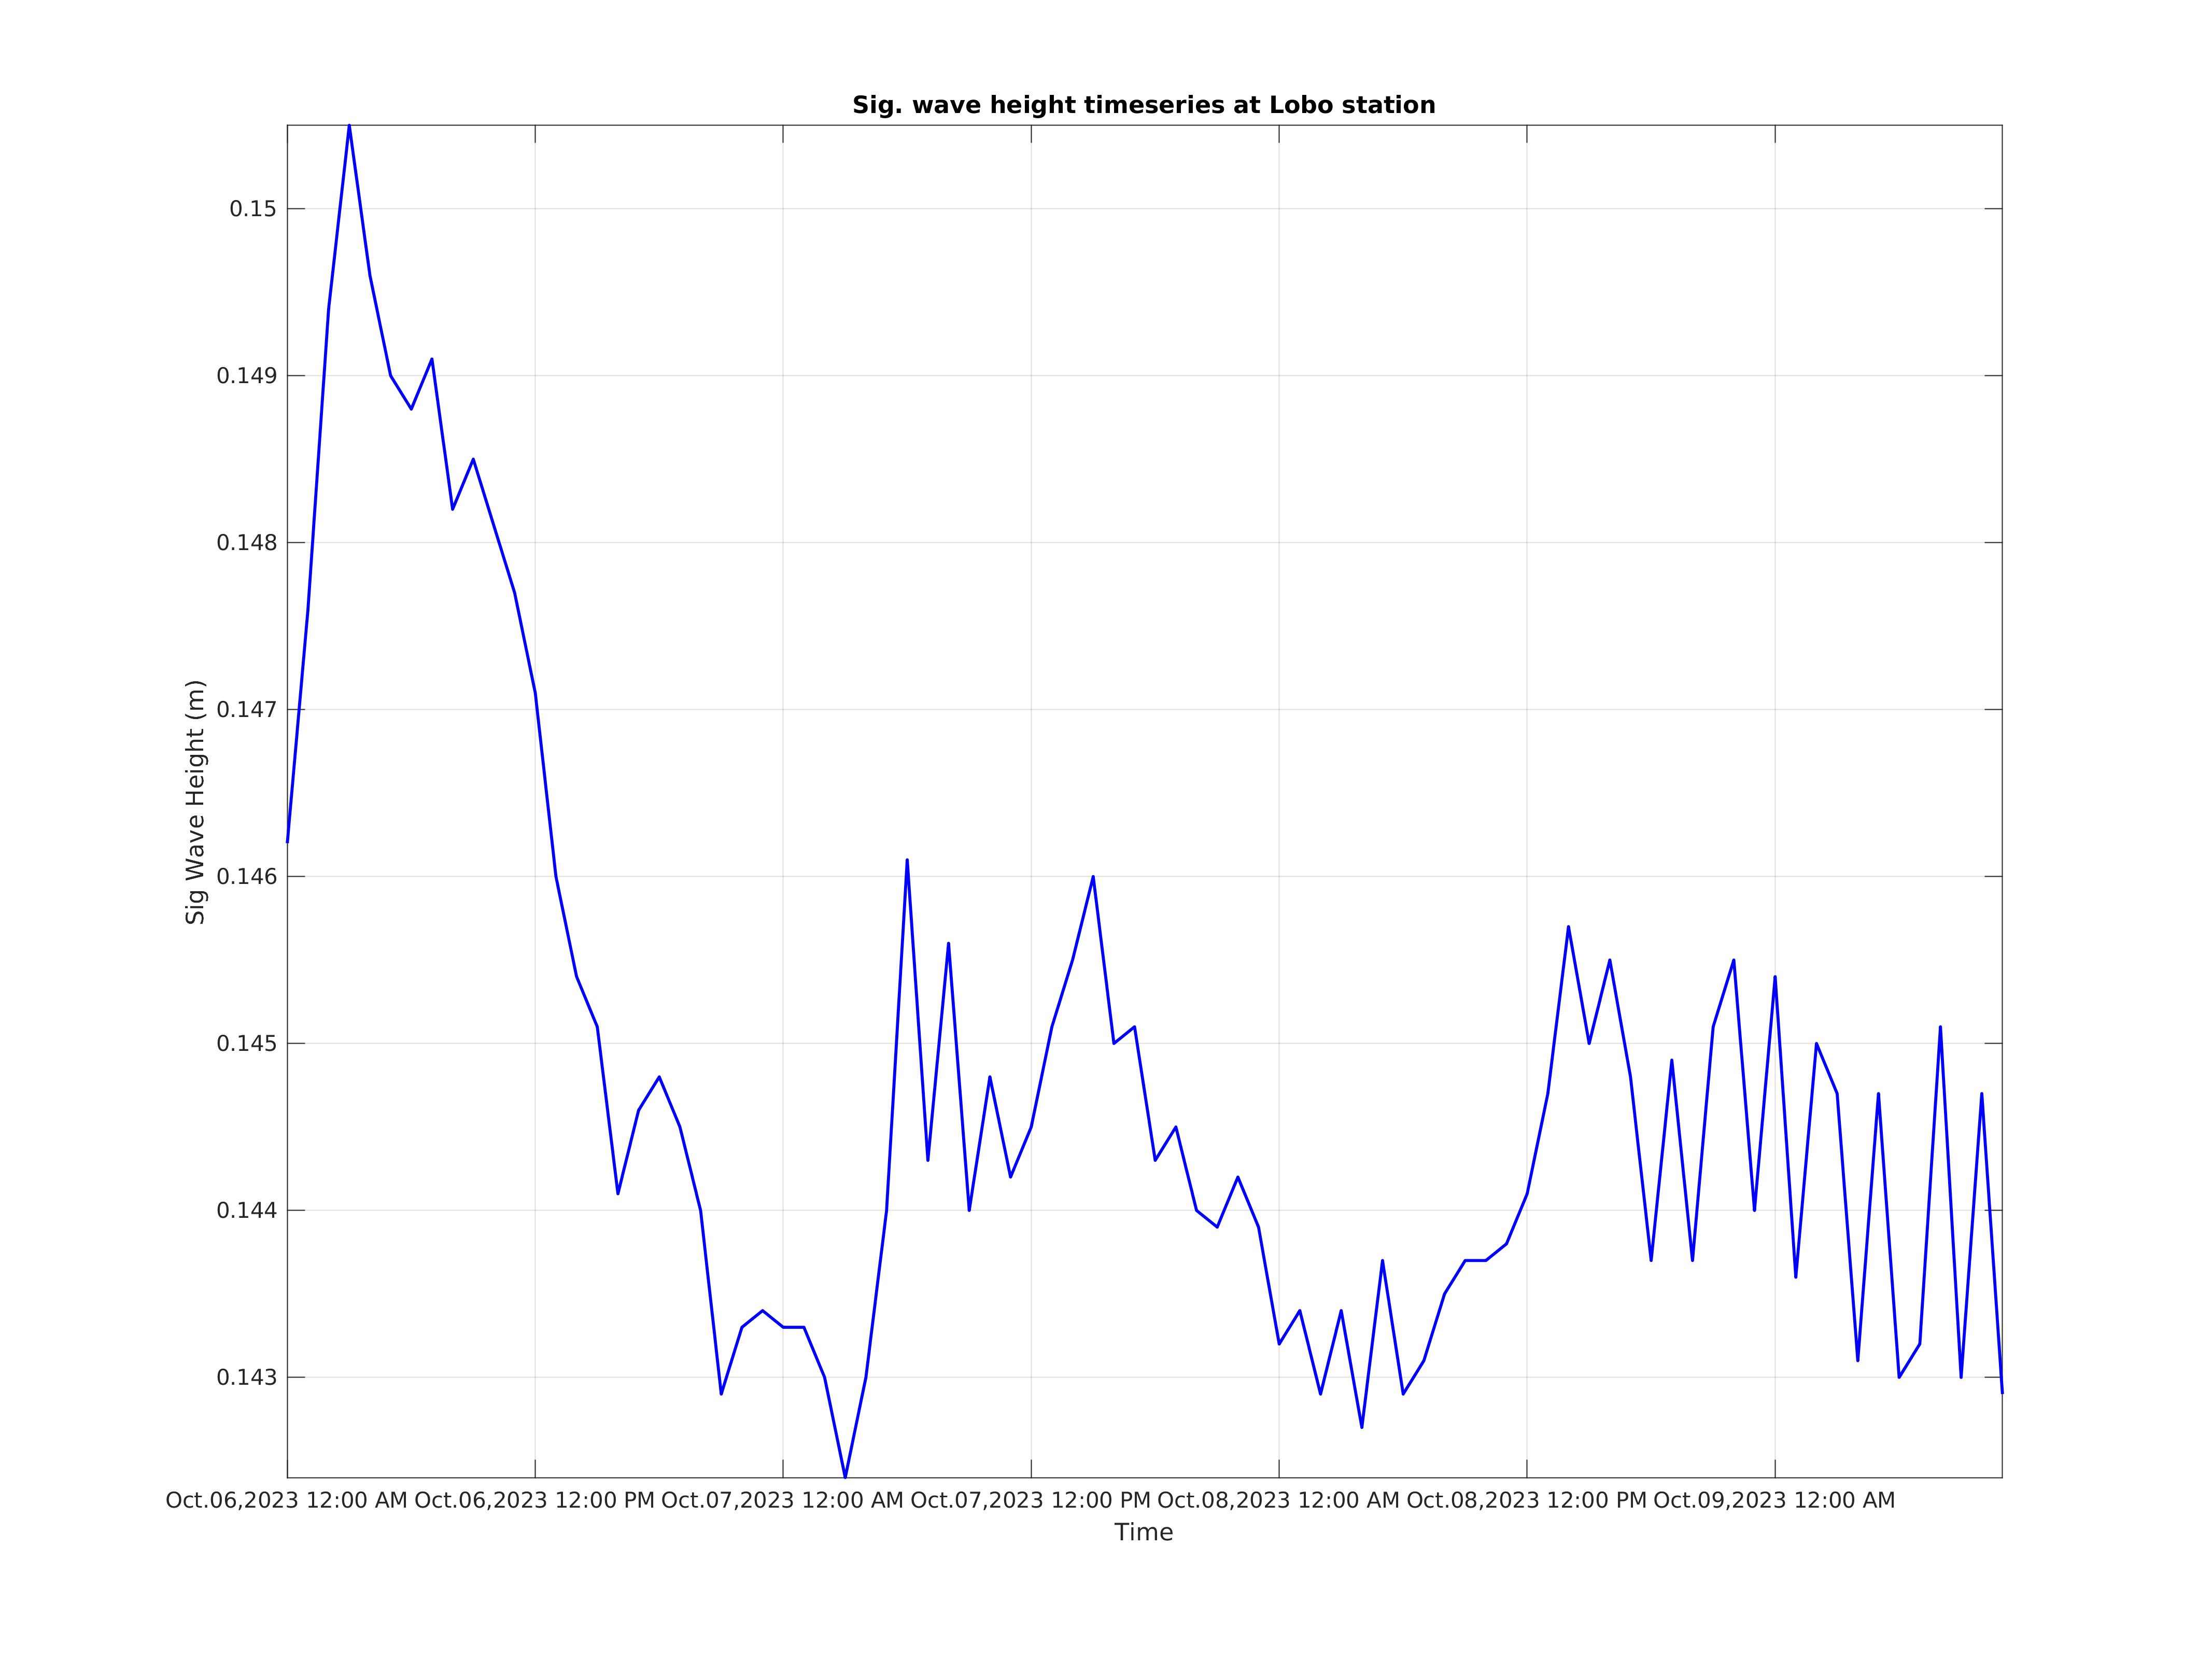 Sig. wave height timeseries at Lobo station
0.15
0.149
0.148
0.147
0.146
0.145
0.144
0.143
Sig Wave Height (m)
Oct.06,2023 12:00 AM Oct.06,2023 12:00 PM Oct.07,2023 12:00 AM Oct.07,2023 12:00 PM Oct.08,2023 12:00 AM Oct.08,2023 12:00 PM Oct.09,2023 12:00 AM
Time